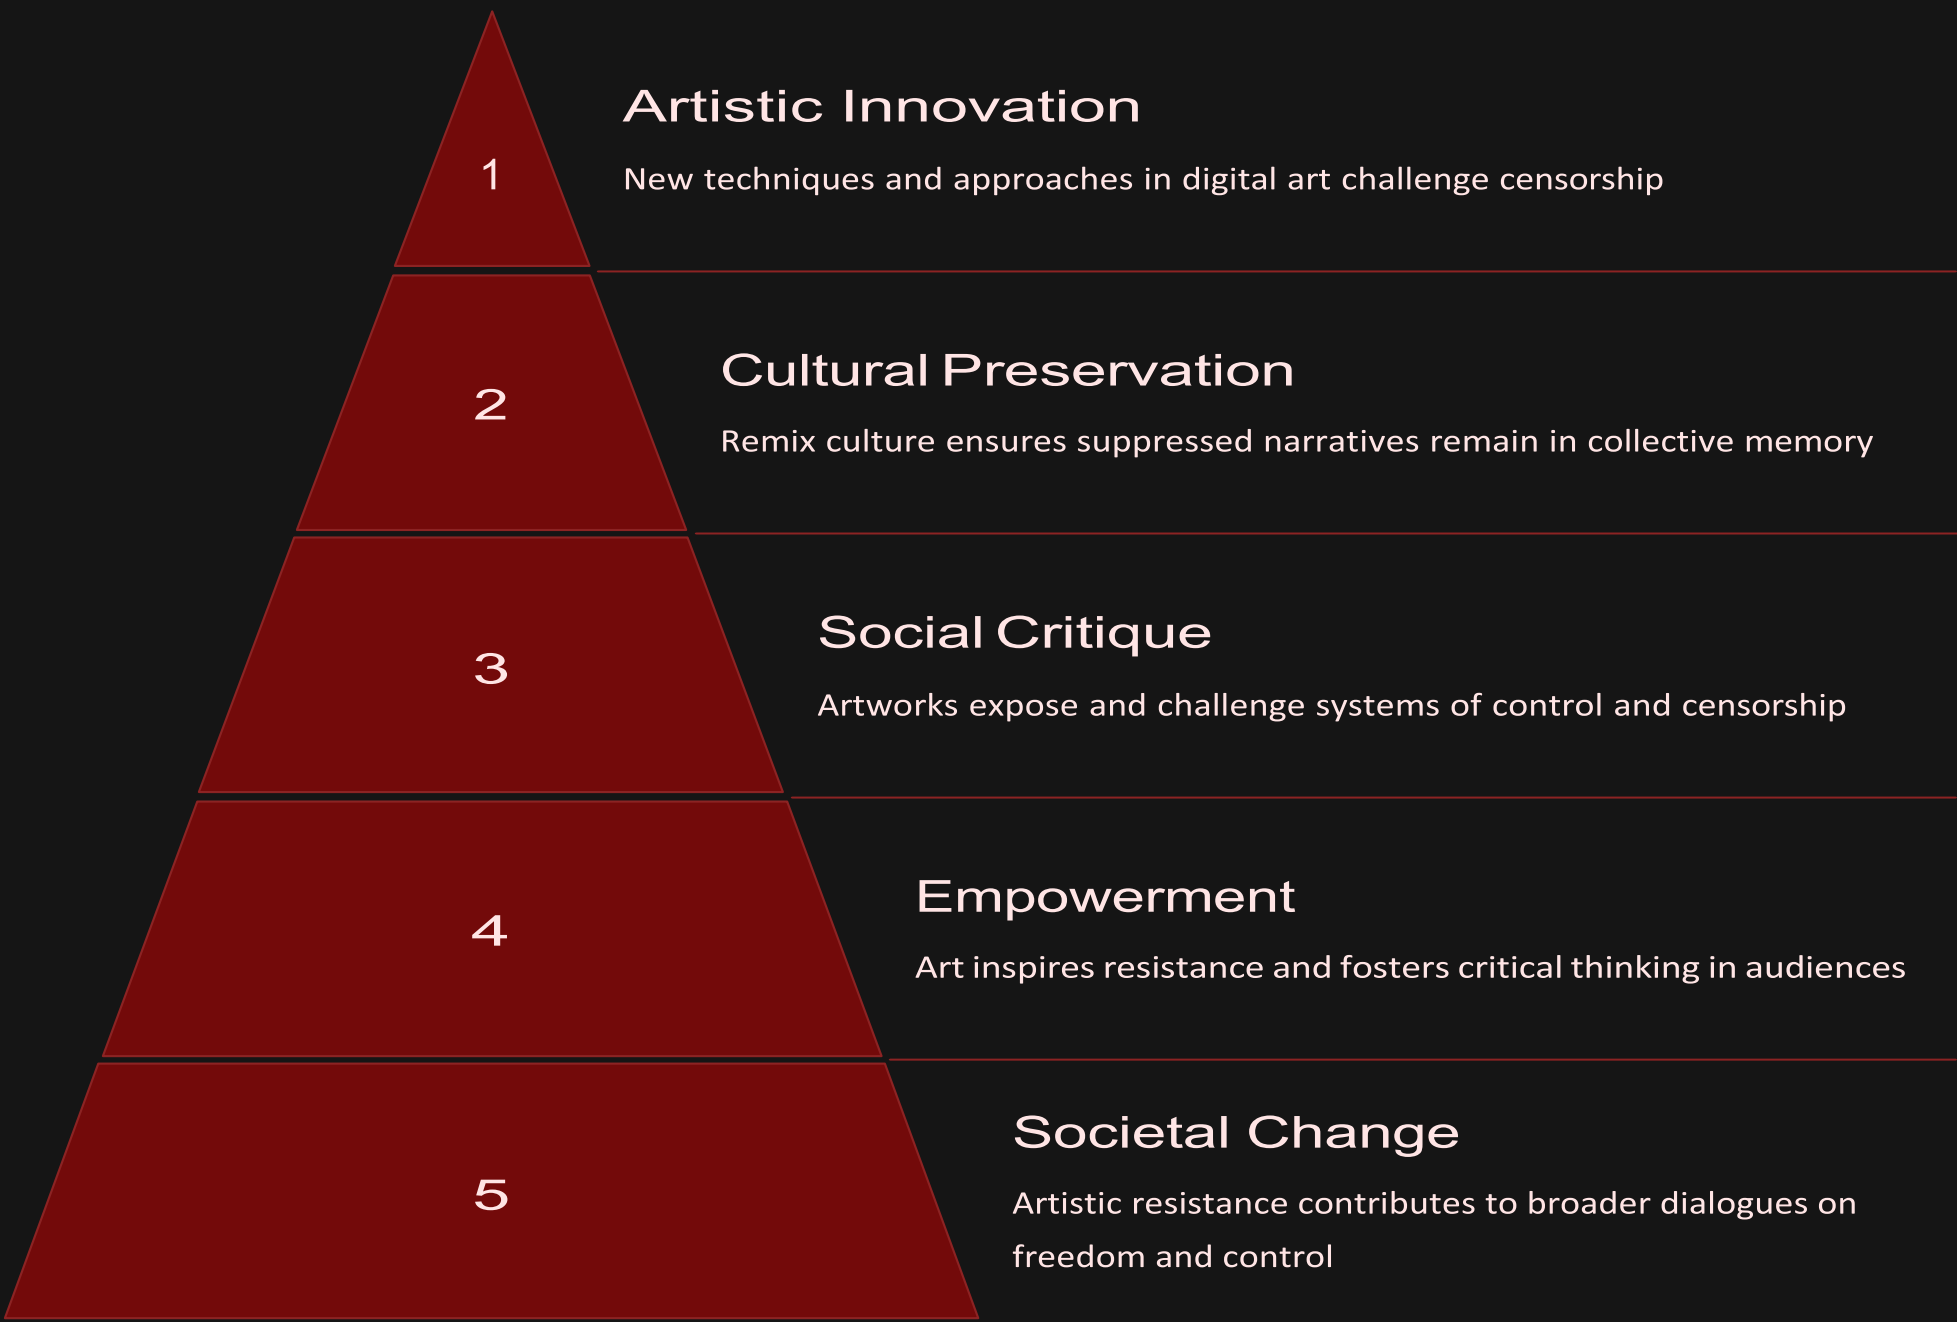 1
Artistic Innovation
New techniques and approaches in digital art challenge censorship
2
Cultural Preservation
Remix culture ensures suppressed narratives remain in collective memory
3
Social Critique
Artworks expose and challenge systems of control and censorship
4
Empowerment
Art inspires resistance and fosters critical thinking in audiences
5
Societal Change
Artistic resistance contributes to broader dialogues on
freedom and control